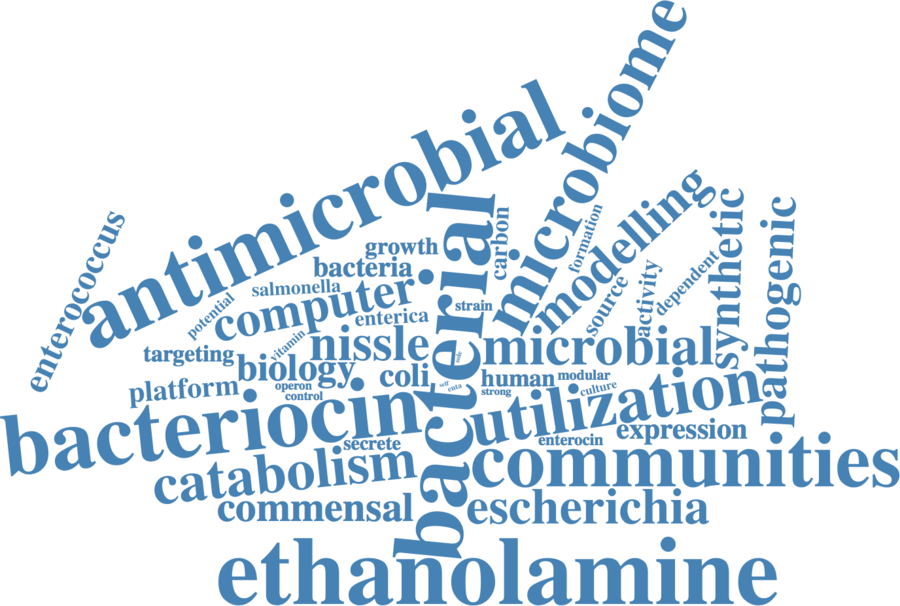 microbiome
antimicrobial
bacterial
modelling
synthetic
pathogenic
enterococcus
carbon
formation
growth
bacteria
salmonella
computer
potential
strain
source
activity
dependent
enterica
targeting
vitamin
nissle
microbial
biology
platform
operon
control
coli
self
enta
sole
human
modular
strong
culture
bacteriocin
utilization
secrete
enterocin
expression
catabolism
communities
commensal
escherichia
ethanolamine